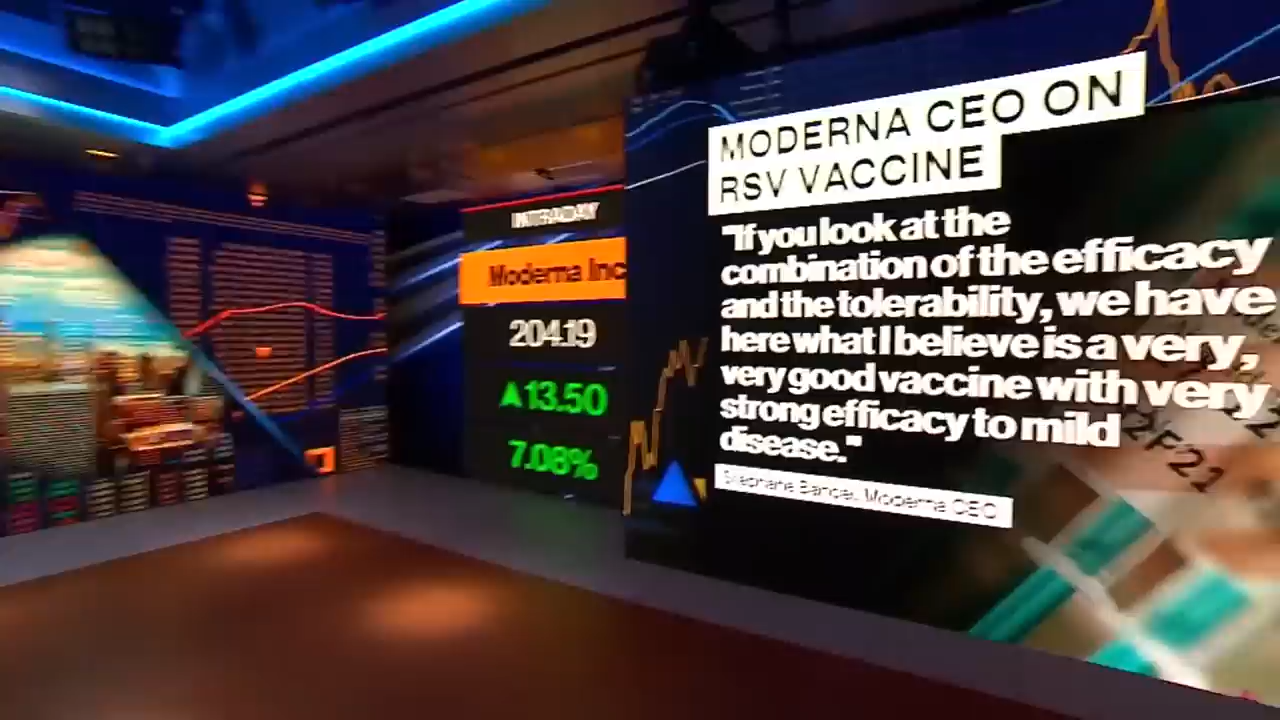 INTRADAY
Moderna Inc
204.19
▲13.50
7.08%
MODERNA CEO ON
RSV VACCINE
"If you look at the
combination of the efficacy
and the tolerability, we have
here what I believe is a very,
very good vaccine with very
strong efficacy to mild
disease."
Stephane Bancel, Moderna CEO
2F21